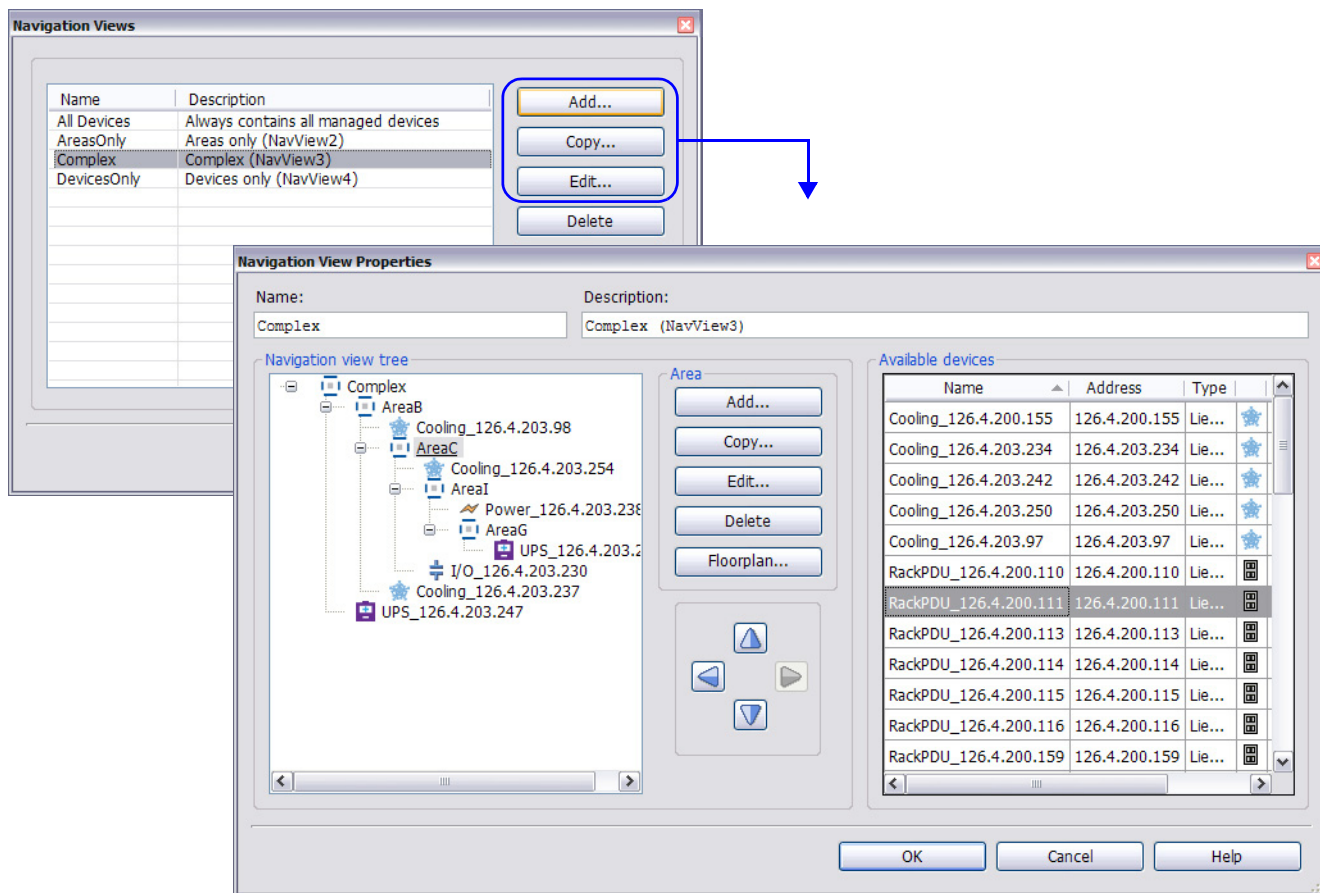 Navigation Views
Name Description
All Devices Always contains all managed devices
AreasOnly Areas only (NavView2)
Complex Complex (NavView3)
DevicesOnly Devices only (NavView4)
Add...
Copy...
Edit...
Delete
Navigation View Properties
Name: Description:
Complex Complex (NavView3)
Navigation view tree
Complex
AreaB
Cooling_126.4.203.98
AreaC
Cooling_126.4.203.254
AreaI
Power_126.4.203.238
AreaG
UPS_126.4.203.2
I/O_126.4.203.230
Cooling_126.4.203.237
UPS_126.4.203.247
Area
Add...
Copy...
Edit...
Delete
Floorplan...
Available devices
Name Address Type
Cooling_126.4.200.155 126.4.200.155 Lie...
Cooling_126.4.203.234 126.4.203.234 Lie...
Cooling_126.4.203.242 126.4.203.242 Lie...
Cooling_126.4.203.250 126.4.203.250 Lie...
Cooling_126.4.203.97 126.4.203.97 Lie...
RackPDU_126.4.200.110 126.4.200.110 Lie...
RackPDU_126.4.200.111 126.4.200.111 Lie...
RackPDU_126.4.200.113 126.4.200.113 Lie...
RackPDU_126.4.200.114 126.4.200.114 Lie...
RackPDU_126.4.200.115 126.4.200.115 Lie...
RackPDU_126.4.200.116 126.4.200.116 Lie...
RackPDU_126.4.200.159 126.4.200.159 Lie...
OK Cancel Help